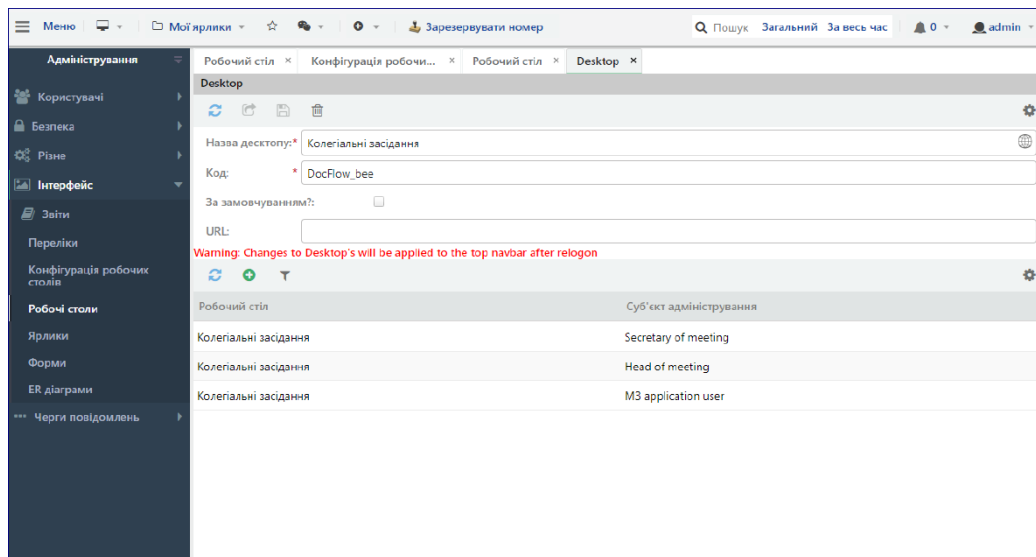 Меню Мої ярлики Зарезервувати номер Пошук Загальний За весь час 0 admin
Адміністрування
Користувачі
Безпека
Різне
Інтерфейс
Звіти
Переліки
Конфігурація робочих
столів
Робочі столи
Ярлики
Форми
ER діаграми
Черги повідомлень
Робочий стіл × Конфігурація робочи... × Робочий стіл × Desktop ×
Desktop
Назва десктопу:* Колегіальні засідання
Код: * DocFlow_bee
За замовчуванням?:
URL:
Warning: Changes to Desktop's will be applied to the top navbar after relogon
Робочий стіл Суб'єкт адміністрування
Колегіальні засідання Secretary of meeting
Колегіальні засідання Head of meeting
Колегіальні засідання M3 application user